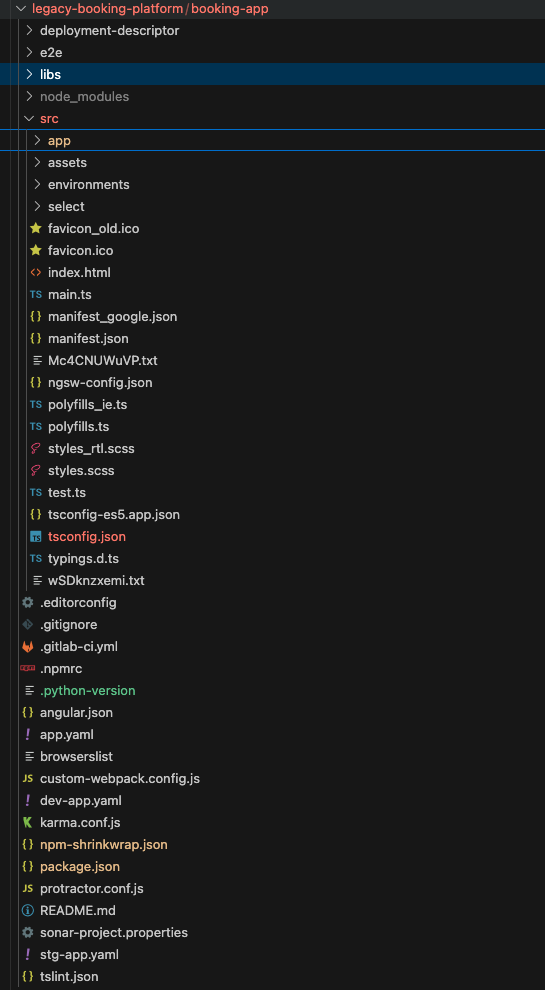 legacy-booking-platform/booking-app
deployment-descriptor
e2e
libs
node_modules
src
app
assets
environments
select
favicon_old.ico
favicon.ico
<> index.html
TS main.ts
{} manifest_google.json
{} manifest.json
Mc4CNUWuVP.txt
{} ngsw-config.json
TS polyfills_ie.ts
TS polyfills.ts
styles_rtl.scss
styles.scss
TS test.ts
{} tsconfig-es5.app.json
TS tsconfig.json
TS typings.d.ts
wSDknzxemi.txt
.editorconfig
.gitignore
.gitlab-ci.yml
npm .npmrc
.python-version
{} angular.json
! app.yaml
browserslist
JS custom-webpack.config.js
! dev-app.yaml
K karma.conf.js
{} npm-shrinkwrap.json
{} package.json
JS protractor.conf.js
README.md
sonar-project.properties
! stg-app.yaml
{} tslint.json